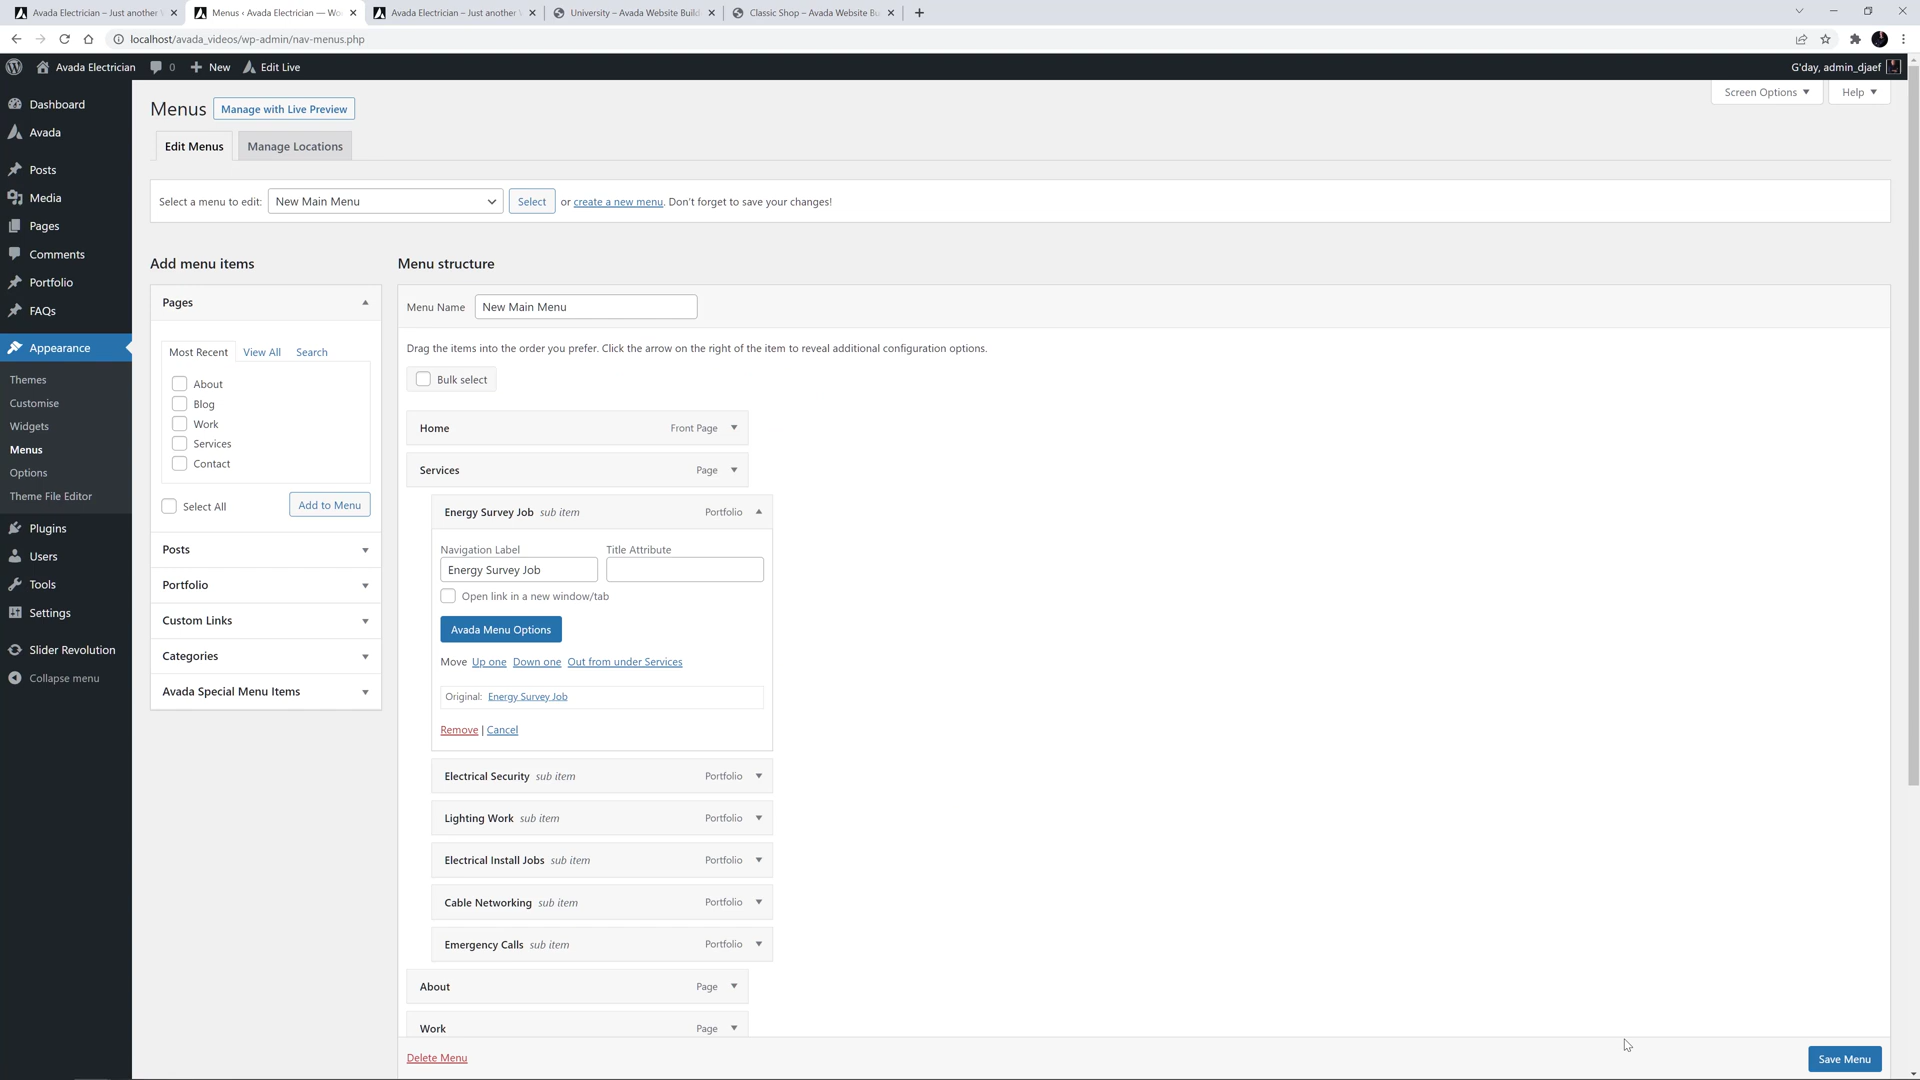 Avada Electrician – Just another
Menus ‹ Avada Electrician — Wo
Avada Electrician – Just another
University – Avada Website Build
Classic Shop – Avada Website Bu
localhost/avada_videos/wp-admin/nav-menus.php
Avada Electrician
0
New
Edit Live
G'day, admin_djaef
Dashboard
Avada
Posts
Media
Pages
Comments
Portfolio
FAQs
Appearance
Themes
Customise
Widgets
Menus
Options
Theme File Editor
Plugins
Users
Tools
Settings
Slider Revolution
Collapse menu
Menus
Manage with Live Preview
Screen Options
Help
Edit Menus
Manage Locations
Select a menu to edit: New Main Menu Select or create a new menu. Don't forget to save your changes!
Add menu items
Pages
Most Recent View All Search
About
Blog
Work
Services
Contact
Select All
Add to Menu
Posts
Portfolio
Custom Links
Categories
Avada Special Menu Items
Menu structure
Menu Name New Main Menu
Drag the items into the order you prefer. Click the arrow on the right of the item to reveal additional configuration options.
Bulk select
Home Front Page
Services Page
Energy Survey Job sub item Portfolio
Navigation Label Title Attribute
Energy Survey Job
Open link in a new window/tab
Avada Menu Options
Move Up one Down one Out from under Services
Original: Energy Survey Job
Remove | Cancel
Electrical Security sub item Portfolio
Lighting Work sub item Portfolio
Electrical Install Jobs sub item Portfolio
Cable Networking sub item Portfolio
Emergency Calls sub item Portfolio
About Page
Work Page
Delete Menu
Save Menu